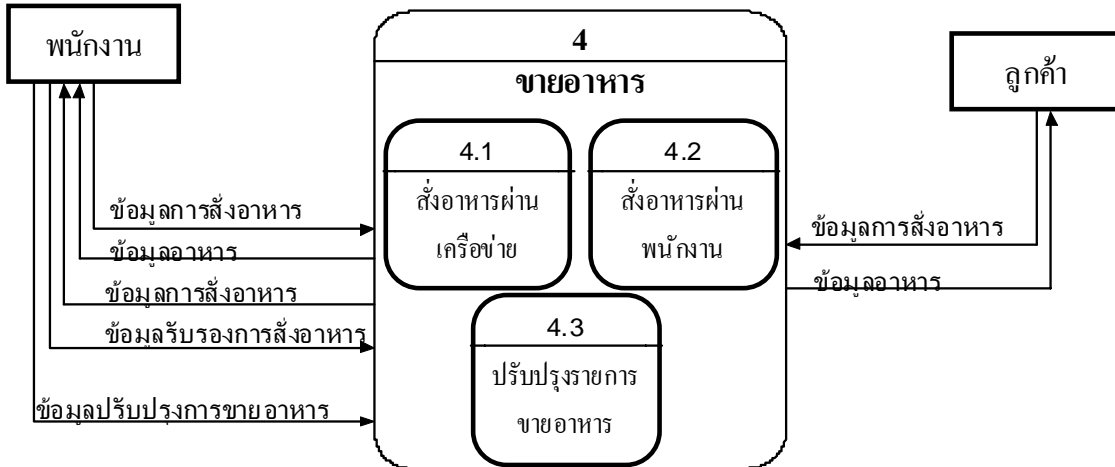 พนักงาน
4
ขายอาหาร
ลูกค้า
4.1
สั่งอาหารผ่าน
เครือข่าย
4.2
สั่งอาหารผ่าน
พนักงาน
4.3
ปรับปรุงรายการ
ขายอาหาร
ข้อมูลการสั่งอาหาร
ข้อมูลอาหาร
ข้อมูลการสั่งอาหาร
ข้อมูลรับรองการสั่งอาหาร
ข้อมูลปรับปรุงการขายอาหาร
ข้อมูลการสั่งอาหาร
ข้อมูลอาหาร